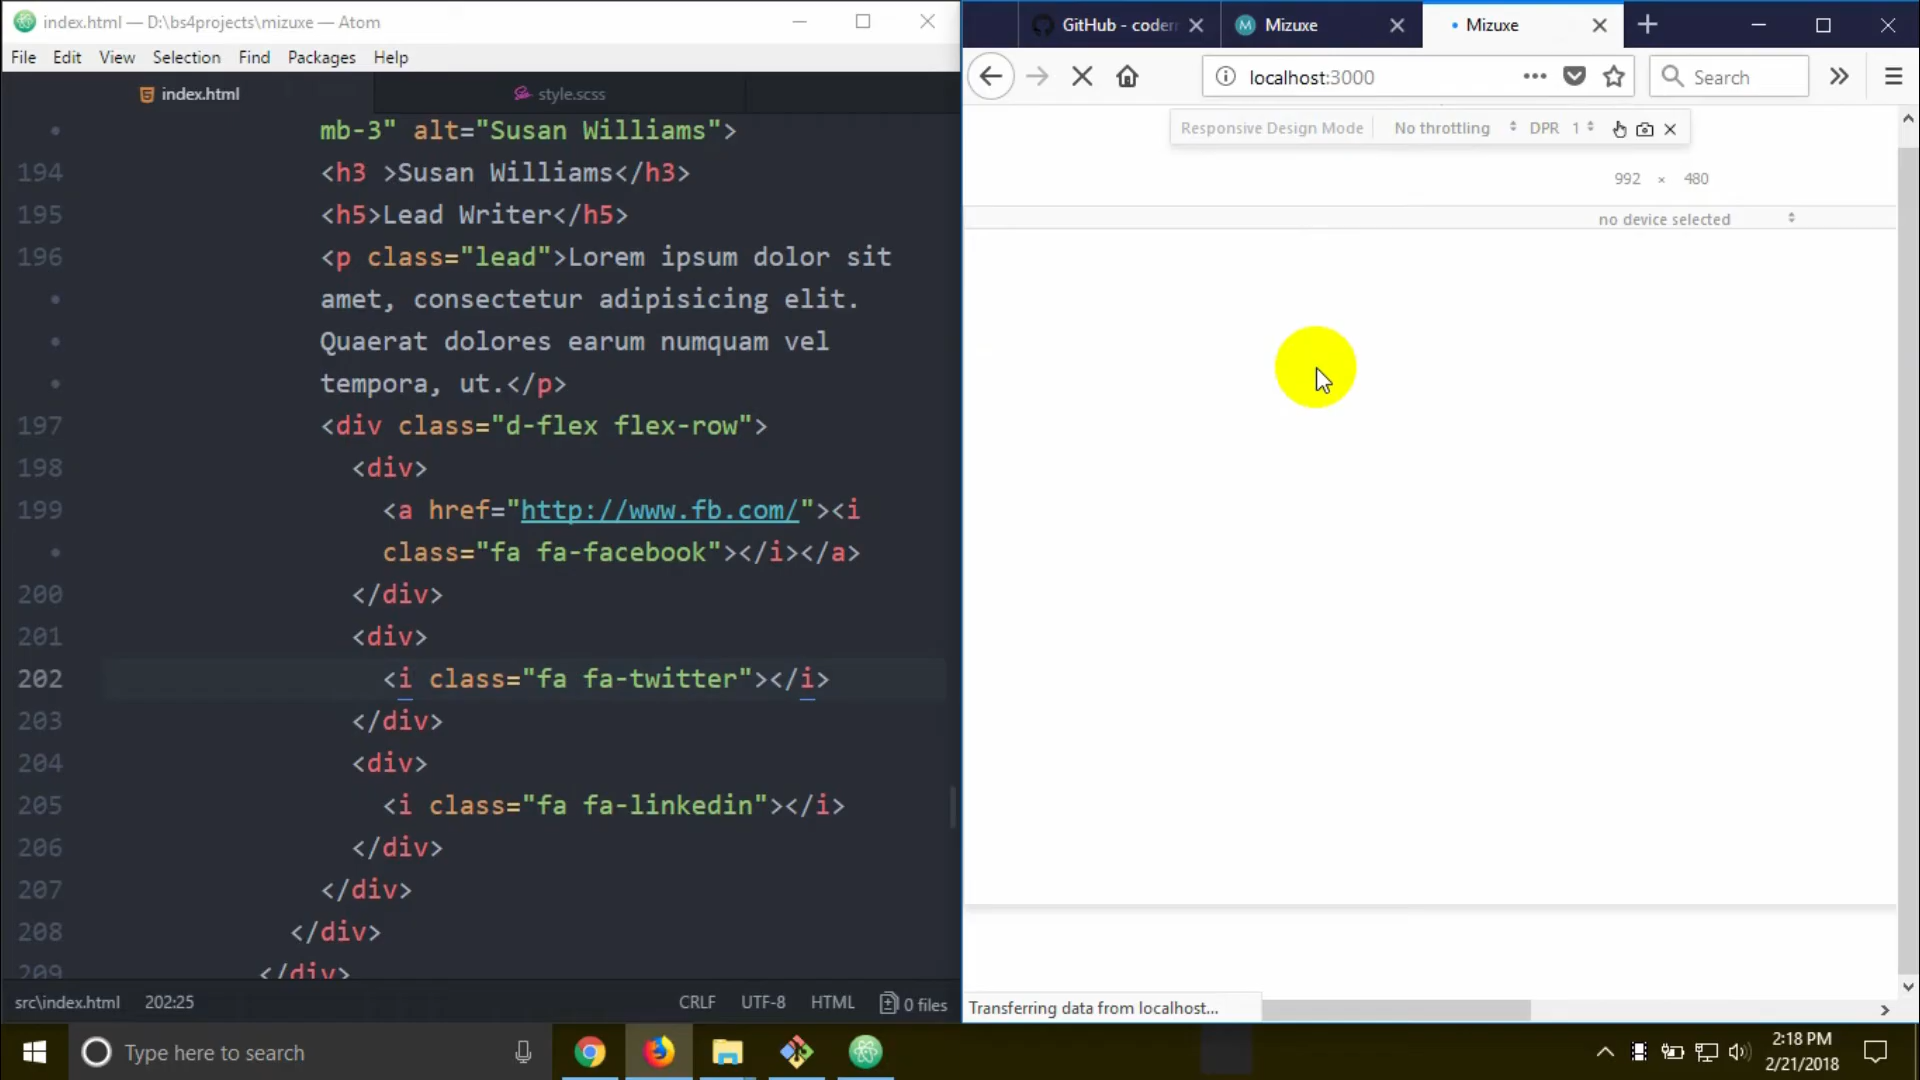 index.html — D:\bs4projects\mizuxe — Atom
File Edit View Selection Find Packages Help
index.html
style.scss
mb-3" alt="Susan Williams">
194 <h3 >Susan Williams</h3>
195 <h5>Lead Writer</h5>
196 <p class="lead">Lorem ipsum dolor sit
amet, consectetur adipisicing elit.
Quaerat dolores earum numquam vel
tempora, ut.</p>
197 <div class="d-flex flex-row">
198 <div>
199 <a href="http://www.fb.com/"><i
class="fa fa-facebook"></i></a>
200 </div>
201 <div>
202 <i class="fa fa-twitter"></i>
203 </div>
204 <div>
205 <i class="fa fa-linkedin"></i>
206 </div>
207 </div>
208 </div>
209 </div>
src\index.html 202:25 CRLF UTF-8 HTML 0 files
GitHub - coder
Mizuxe
Mizuxe
localhost:3000
Search
Responsive Design Mode No throttling DPR 1
992 × 480
no device selected
Transferring data from localhost...
Type here to search
2:18 PM
2/21/2018